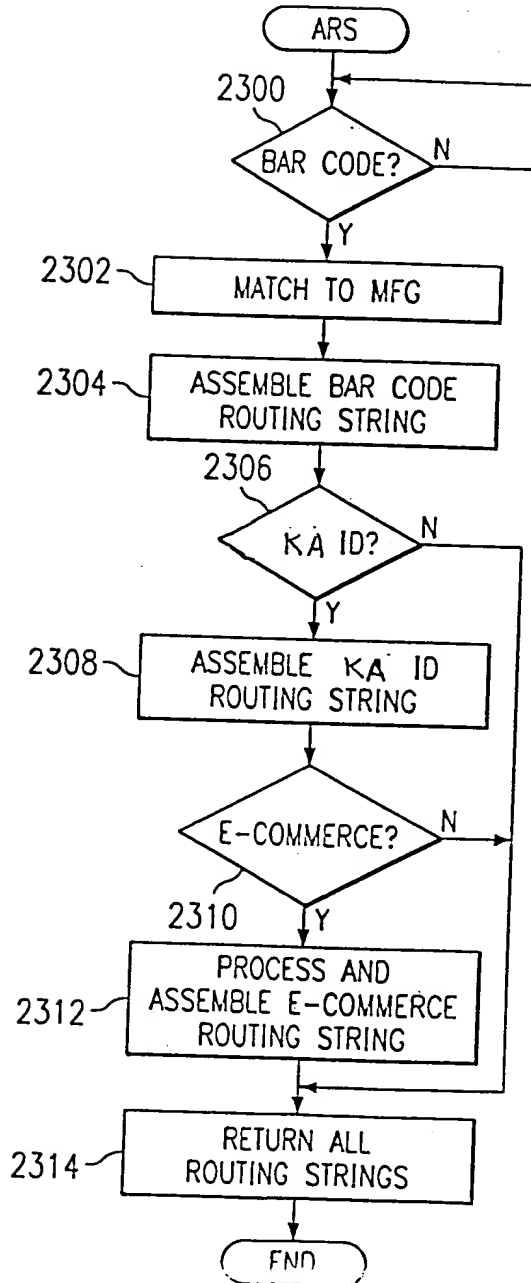 ARS
2300
BAR CODE?
N
Y
2302
MATCH TO MFG
2304
ASSEMBLE BAR CODE
ROUTING STRING
2306
KA ID?
N
Y
2308
ASSEMBLE KA ID
ROUTING STRING
E-COMMERCE?
N
2310
Y
2312
PROCESS AND
ASSEMBLE E-COMMERCE
ROUTING STRING
2314
RETURN ALL
ROUTING STRINGS
END